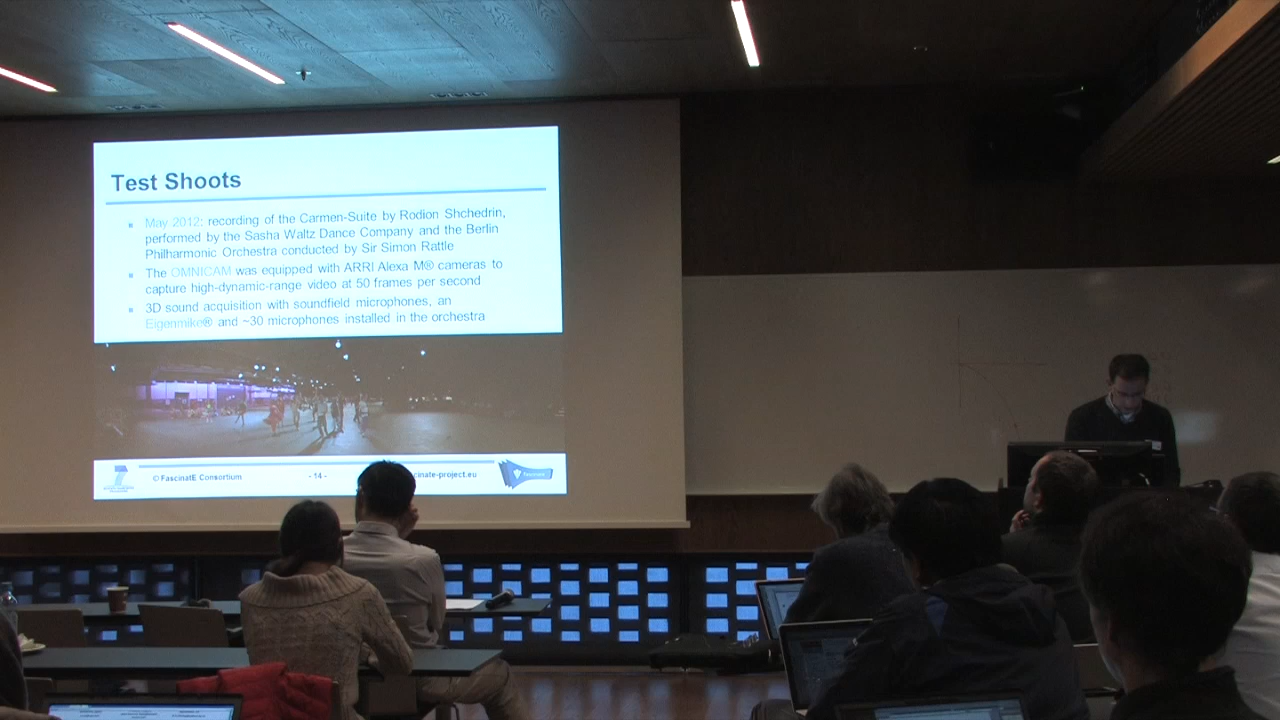 Test Shoots
May 2012: recording of the Carmen-Suite by Rodion Shchedrin,
performed by the Sasha Waltz Dance Company and the Berlin
Philharmonic Orchestra conducted by Sir Simon Rattle
The OMNICAM was equipped with ARRI Alexa M® cameras to
capture high-dynamic-range video at 50 frames per second
3D sound acquisition with soundfield microphones, an
Eigenmike® and ~30 microphones installed in the orchestra
© FascinatE Consortium - 14 - cinate-project.eu